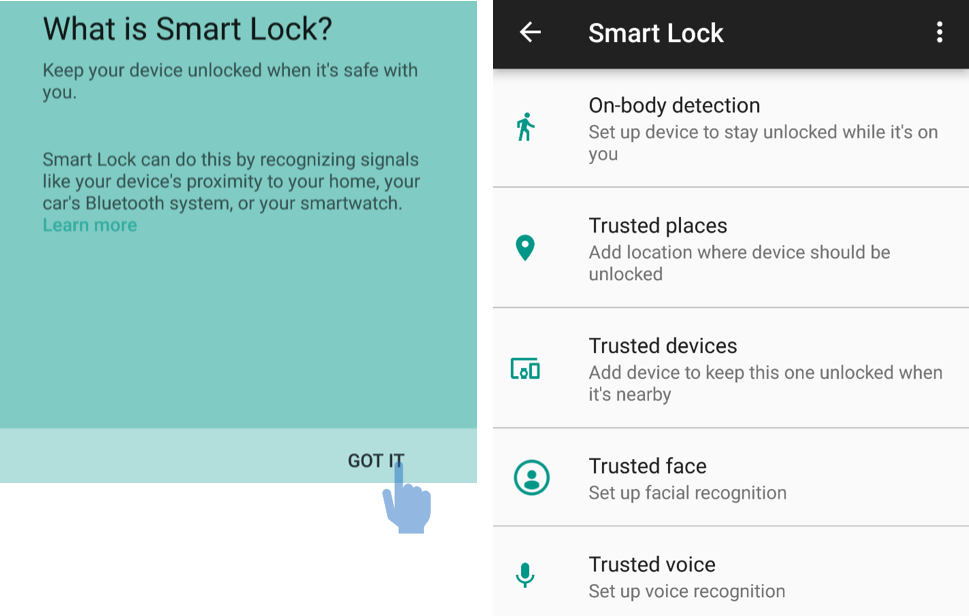 What is Smart Lock?
Keep your device unlocked when it's safe with
you.
Smart Lock can do this by recognizing signals
like your device's proximity to your home, your
car's Bluetooth system, or your smartwatch.
Learn more
GOT IT
Smart Lock
On-body detection
Set up device to stay unlocked while it's on
you
Trusted places
Add location where device should be
unlocked
Trusted devices
Add device to keep this one unlocked when
it's nearby
Trusted face
Set up facial recognition
Trusted voice
Set up voice recognition